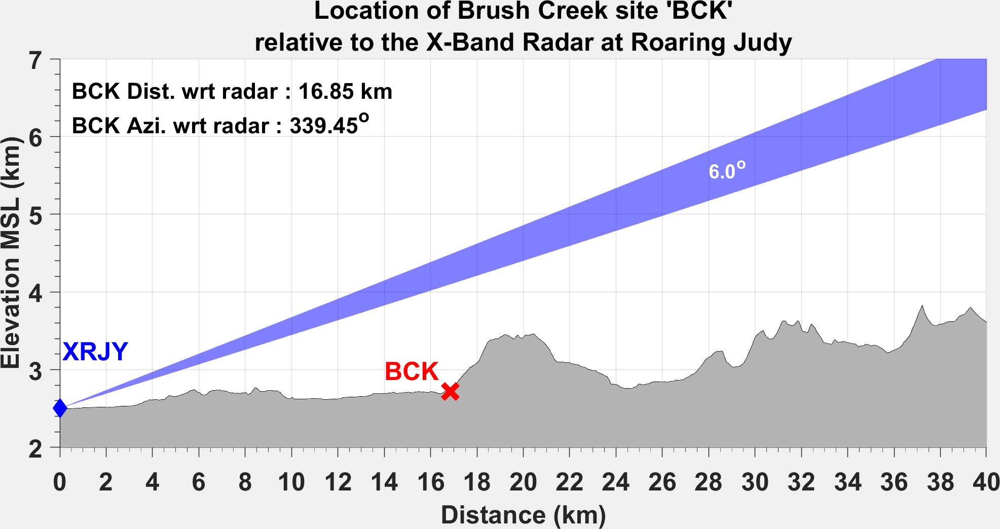 Location of Brush Creek site 'BCK'
relative to the X-Band Radar at Roaring Judy
7
BCK Dist. wrt radar : 16.85 km
BCK Azi. wrt radar : 339.45°
6
6.0°
5
4
3
2
Elevation MSL (km)
XRJY
BCK
0 2 4 6 8 10 12 14 16 18 20 22 24 26 28 30 32 34 36 38 40
Distance (km)